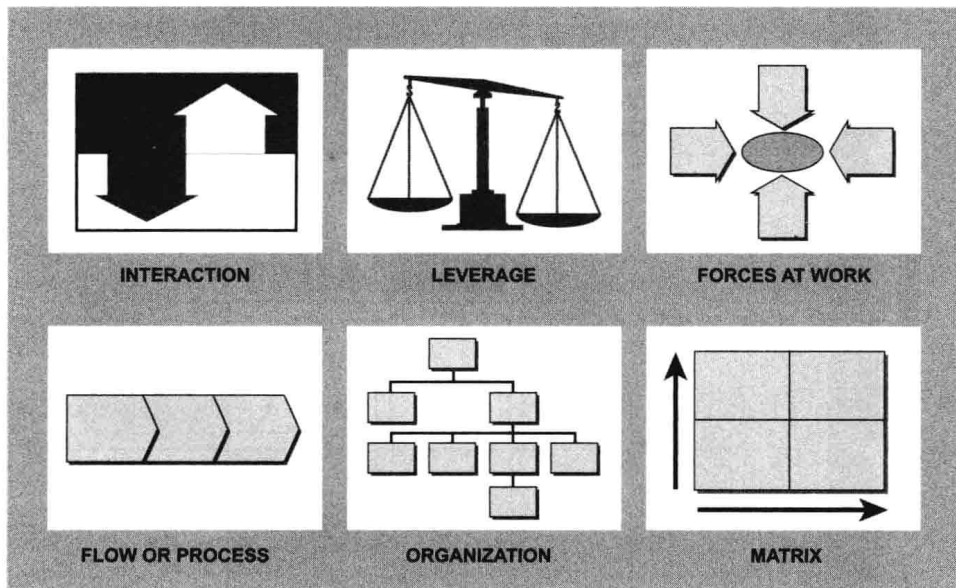 INTERACTION
LEVERAGE
FORCES AT WORK
FLOW OR PROCESS
ORGANIZATION
MATRIX